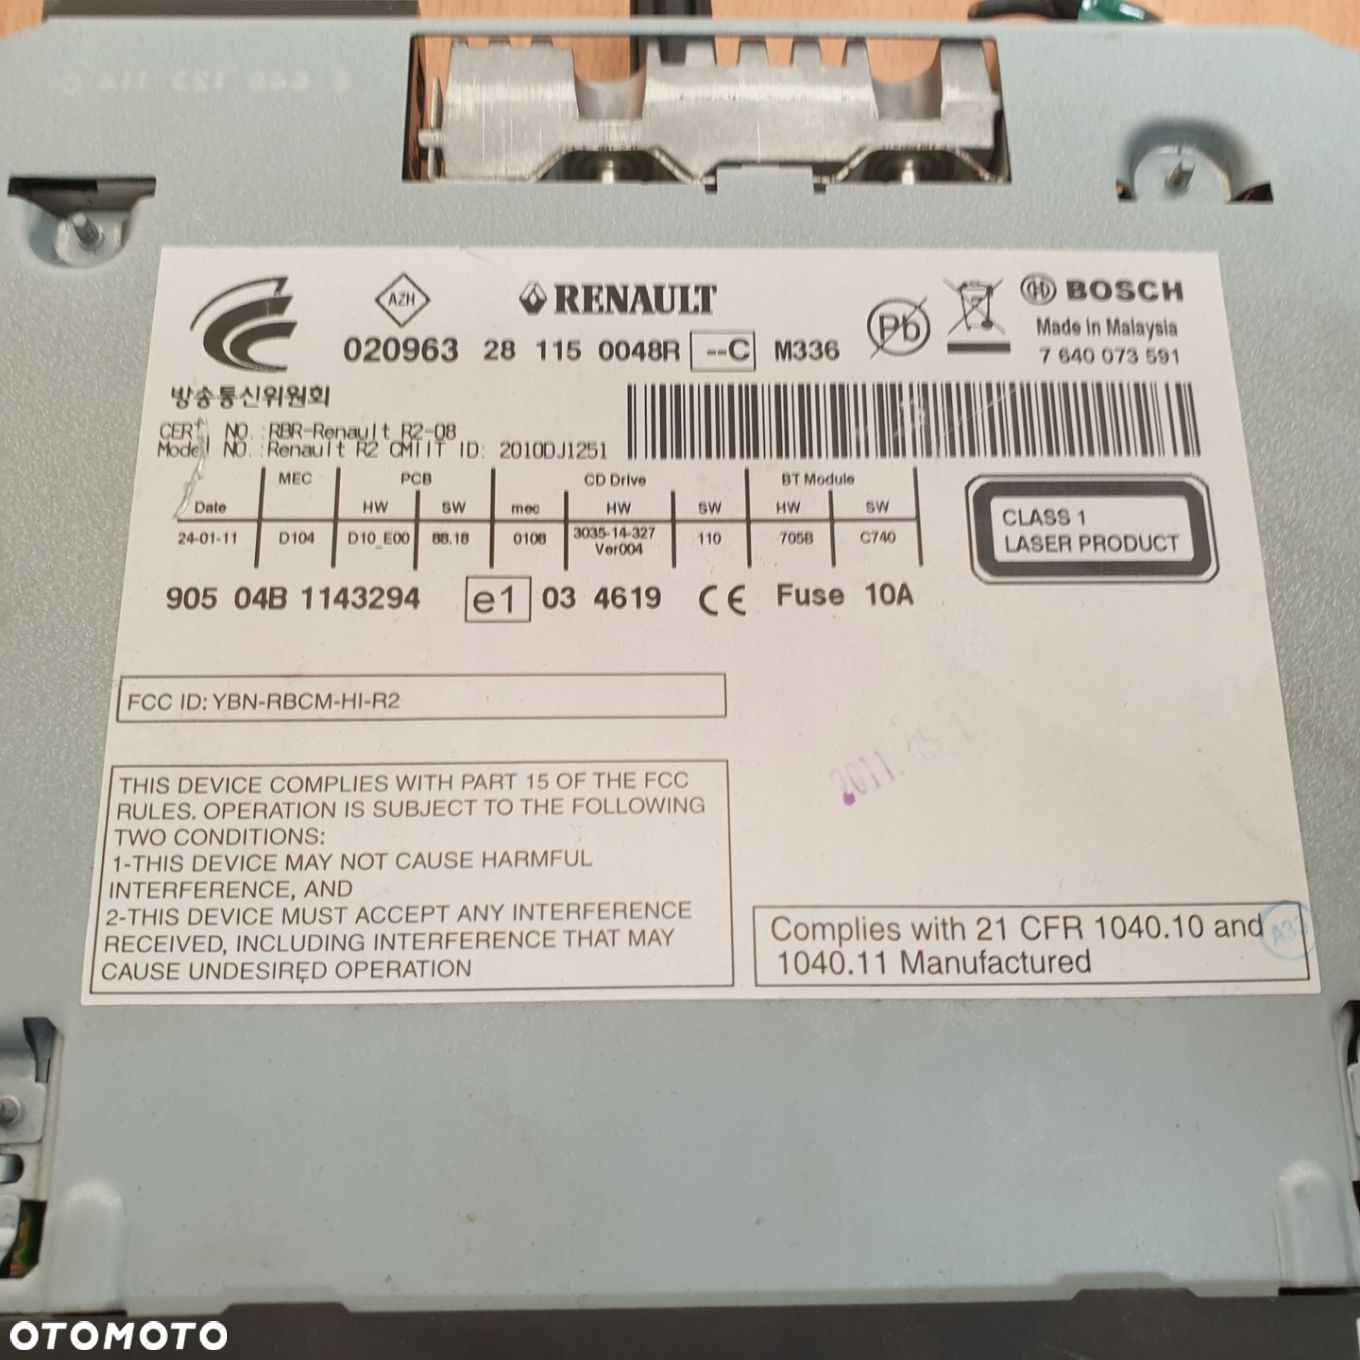 AZH
RENAULT
BOSCH
Pb
Made in Malaysia
020963 28 115 0048R --C M336
7 640 073 591
방송통신위원회
CERT NO. :RBR-Renault R2-08
Model NO. :Renault R2 CMIIT ID: 2010DJ1251
MEC PCB CD Drive BT Module
Date HW SW mec HW SW HW SW
24-01-11 D104 D10_E00 88.18 0108 3035-14-327 110 705B C740
Ver004
CLASS 1
LASER PRODUCT
905 04B 1143294 e1 03 4619 CE Fuse 10A
FCC ID: YBN-RBCM-HI-R2
THIS DEVICE COMPLIES WITH PART 15 OF THE FCC
RULES. OPERATION IS SUBJECT TO THE FOLLOWING
TWO CONDITIONS:
1-THIS DEVICE MAY NOT CAUSE HARMFUL
INTERFERENCE, AND
2-THIS DEVICE MUST ACCEPT ANY INTERFERENCE
RECEIVED, INCLUDING INTERFERENCE THAT MAY
CAUSE UNDESIRED OPERATION
2011.
Complies with 21 CFR 1040.10 and
1040.11 Manufactured
OTOMOTO